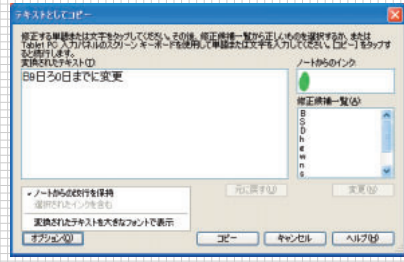 テキストとしてコピー
修正する単語または文字をタップしてください。その後、修正候補一覧から正しいものを選択するか、または
Tablet PC 入力パネルのスクリーン キーボードを使用して単語または文字を入力してください。[コピー] をタップす
ると続行します。
変換されたテキスト(T)
ノートからのインク:
B9日ろ0日までに変更
修正候補一覧(A):
B
S
D
h
e
w
n
s
✓ ノートからの改行を保持
選択されたインクを含む
変換されたテキストを大きなフォントで表示
元に戻す(U)
変更(N)
オプション(O)
コピー
キャンセル
ヘルプ(H)